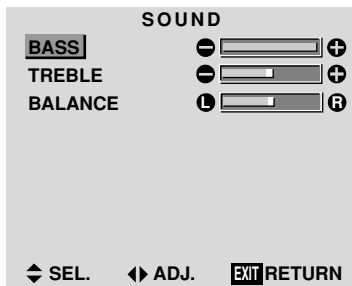 SOUND
BASS
TREBLE
BALANCE L R
SEL. ADJ. EXIT RETURN